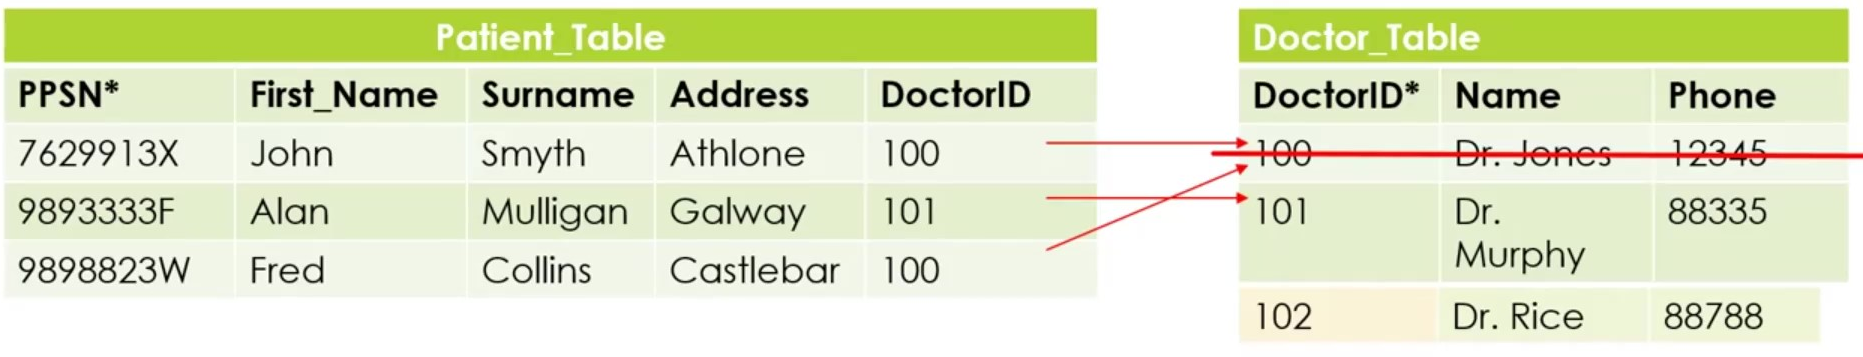 Patient_Table
PPSN* First_Name Surname Address DoctorID
7629913X John Smyth Athlone 100
9893333F Alan Mulligan Galway 101
9898823W Fred Collins Castlebar 100
Doctor_Table
DoctorID* Name Phone
100 Dr. Jones 12345
101 Dr. 88335
Murphy
102 Dr. Rice 88788